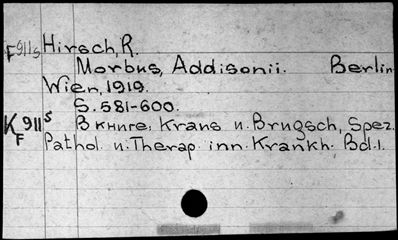 F911s Hirsch, R.
Morbus, Addisonii. Berlin
Wien, 1919.
S. 581-600.
K911s В книге, Kraus u. Brugsch, Spez.
F Pathol. u. Therap. inn. Krankh. Bd. 1.